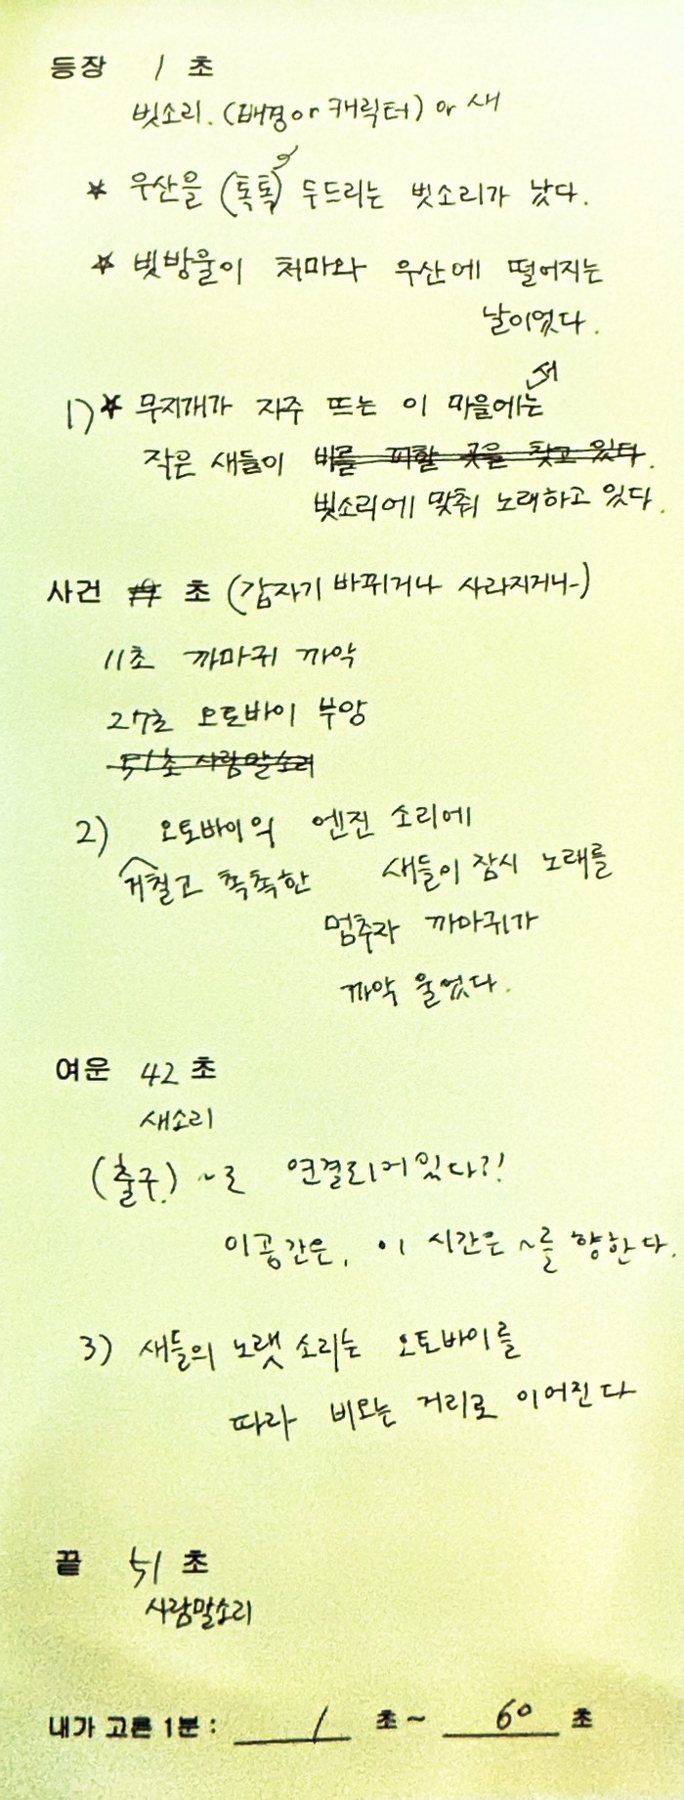 등장 1 초
빗소리. (배경or 캐릭터) or 새
* 우산을 (톡톡) 두드리는 빗소리가 났다.
* 빗방울이 처마와 우산에 떨어지는
날이었다.
서
1) * 무지개가 자주 뜨는 이 마을에는
작은 새들이 비를 피할 곳을 찾고 있다.
빗소리에 맞춰 노래하고 있다.
사건 초 (갑자기 바뀌거나 사라지거나-)
11초 까마귀 까악
27초 오토바이 부앙
51초 사람말소리
2) 오토바이의 엔진 소리에
거칠고 축축한 새들이 잠시 노래를
멈추자 까마귀가
까악 울었다.
여운 42 초
새소리
(출구.) ~로 연결되어있다?!
이공간은, 이 시간은 ~를 향한다.
3) 새들의 노랫소리는 오토바이를
따라 비오는 거리로 이어진다
끝 51 초
사람말소리
내가 고른 1분 : 1 초 ~ 60 초